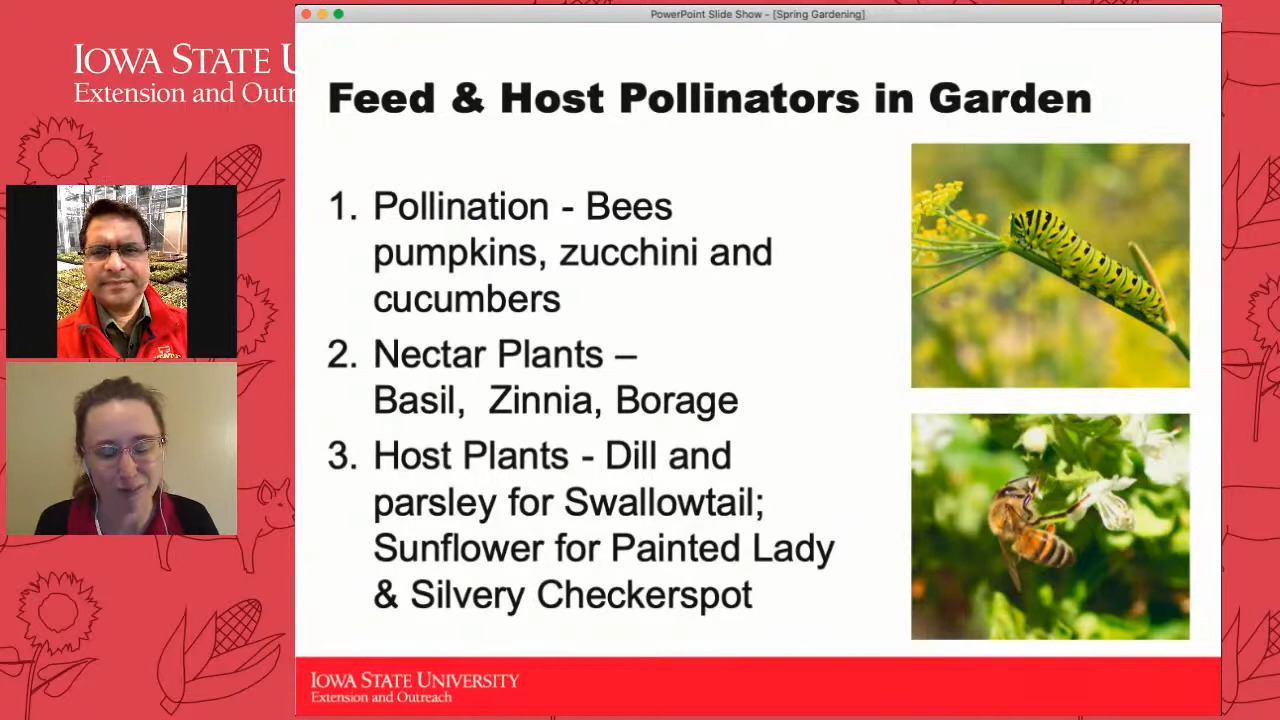 PowerPoint Slide Show - [Spring Gardening]
IOWA STATE U
Extension and Outr
Feed & Host Pollinators in Garden
1. Pollination - Bees
pumpkins, zucchini and
cucumbers
2. Nectar Plants –
Basil, Zinnia, Borage
3. Host Plants - Dill and
parsley for Swallowtail;
Sunflower for Painted Lady
& Silvery Checkerspot
IOWA STATE UNIVERSITY
Extension and Outreach